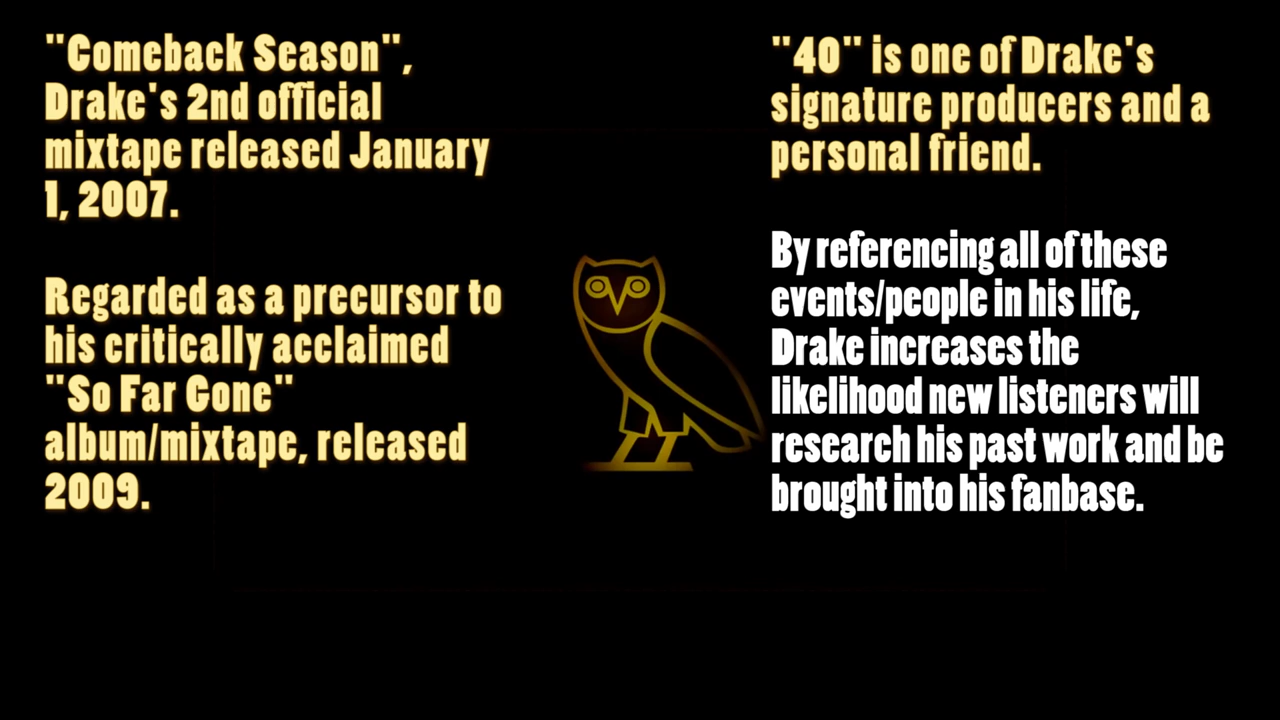 "Comeback Season",
Drake's 2nd official
mixtape released January
1, 2007.
Regarded as a precursor to
his critically acclaimed
"So Far Gone"
album/mixtape, released
2009.
"40" is one of Drake's
signature producers and a
personal friend.
By referencing all of these
events/people in his life,
Drake increases the
likelihood new listeners will
research his past work and be
brought into his fanbase.